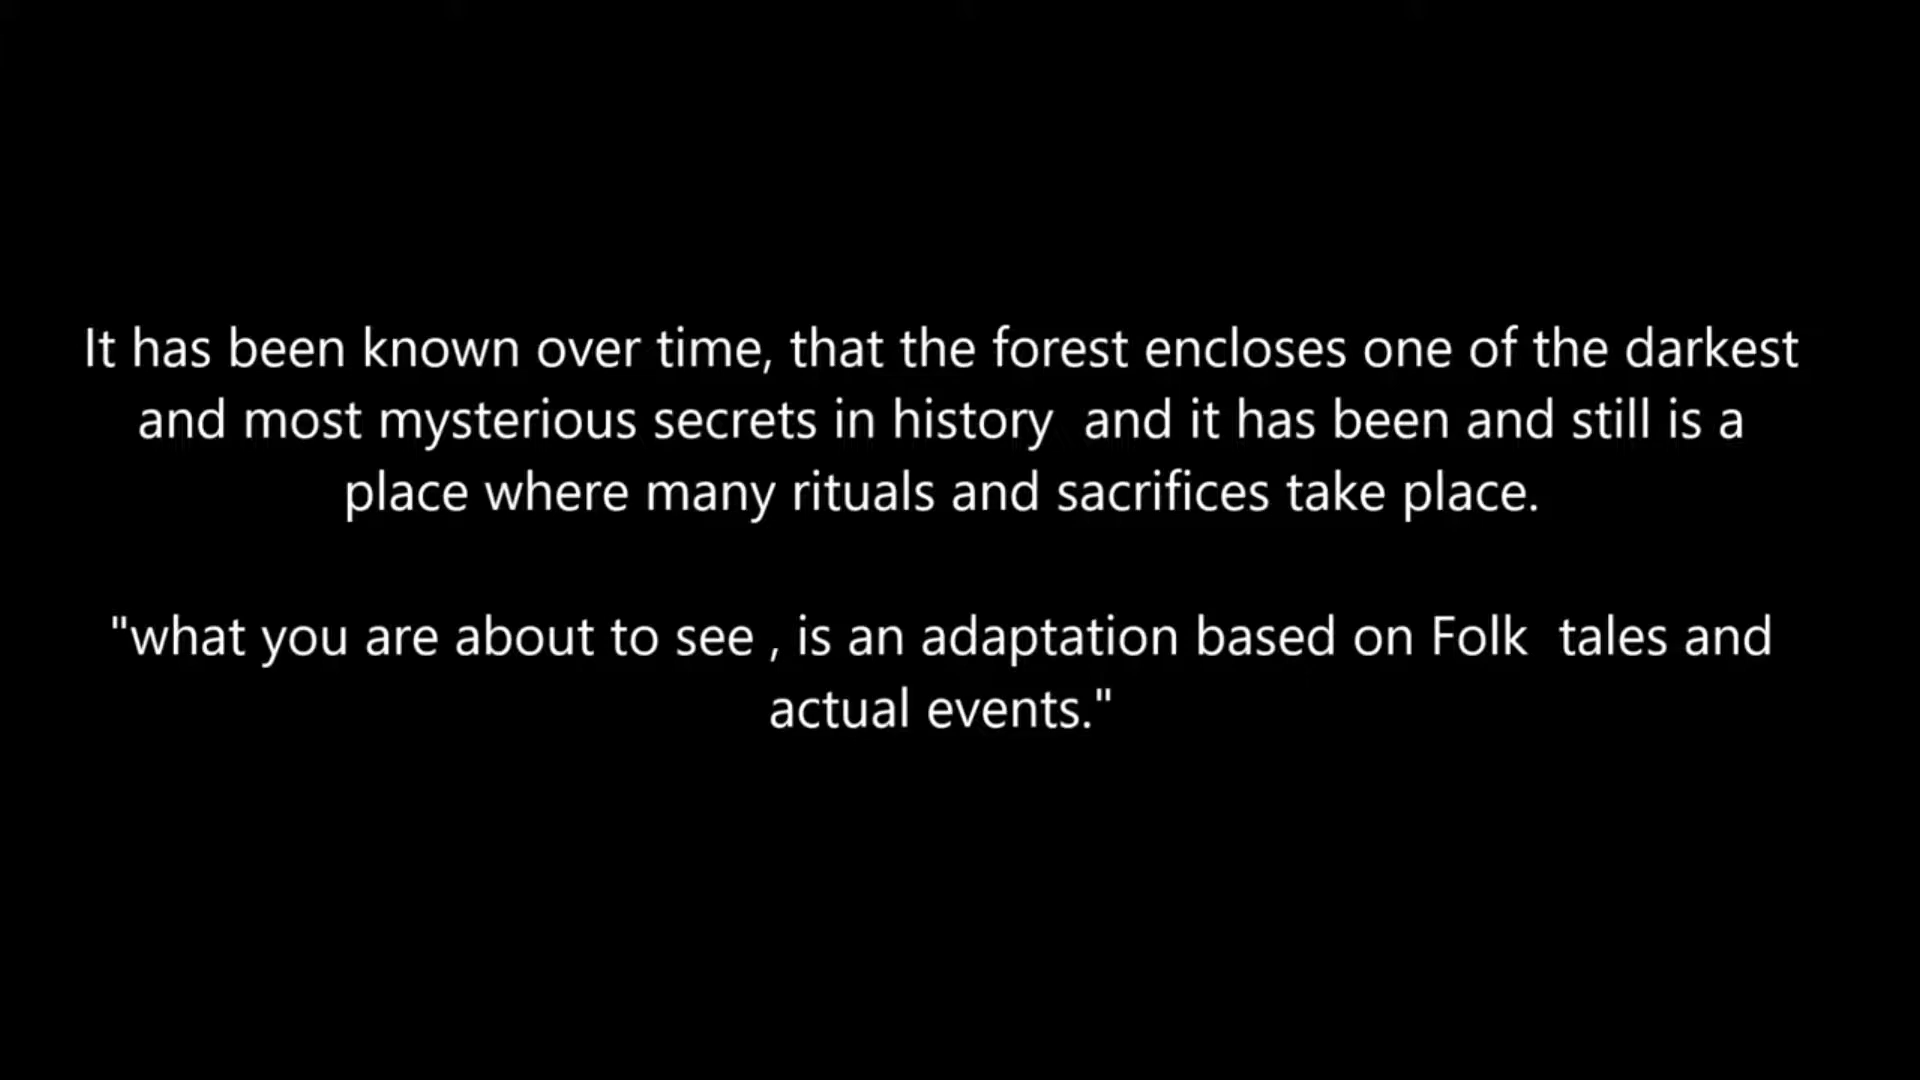 It has been known over time, that the forest encloses one of the darkest
and most mysterious secrets in history  and it has been and still is a
place where many rituals and sacrifices take place.
"what you are about to see , is an adaptation based on Folk  tales and
actual events."